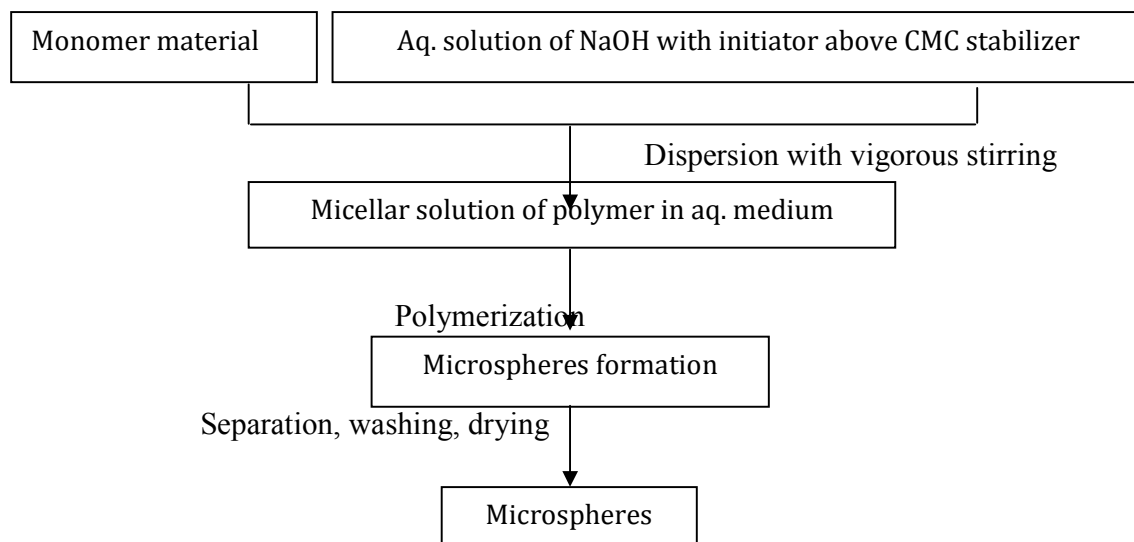 Monomer material
Aq. solution of NaOH with initiator above CMC stabilizer
Dispersion with vigorous stirring
Micellar solution of polymer in aq. medium
Polymerization
Microspheres formation
Separation, washing, drying
Microspheres